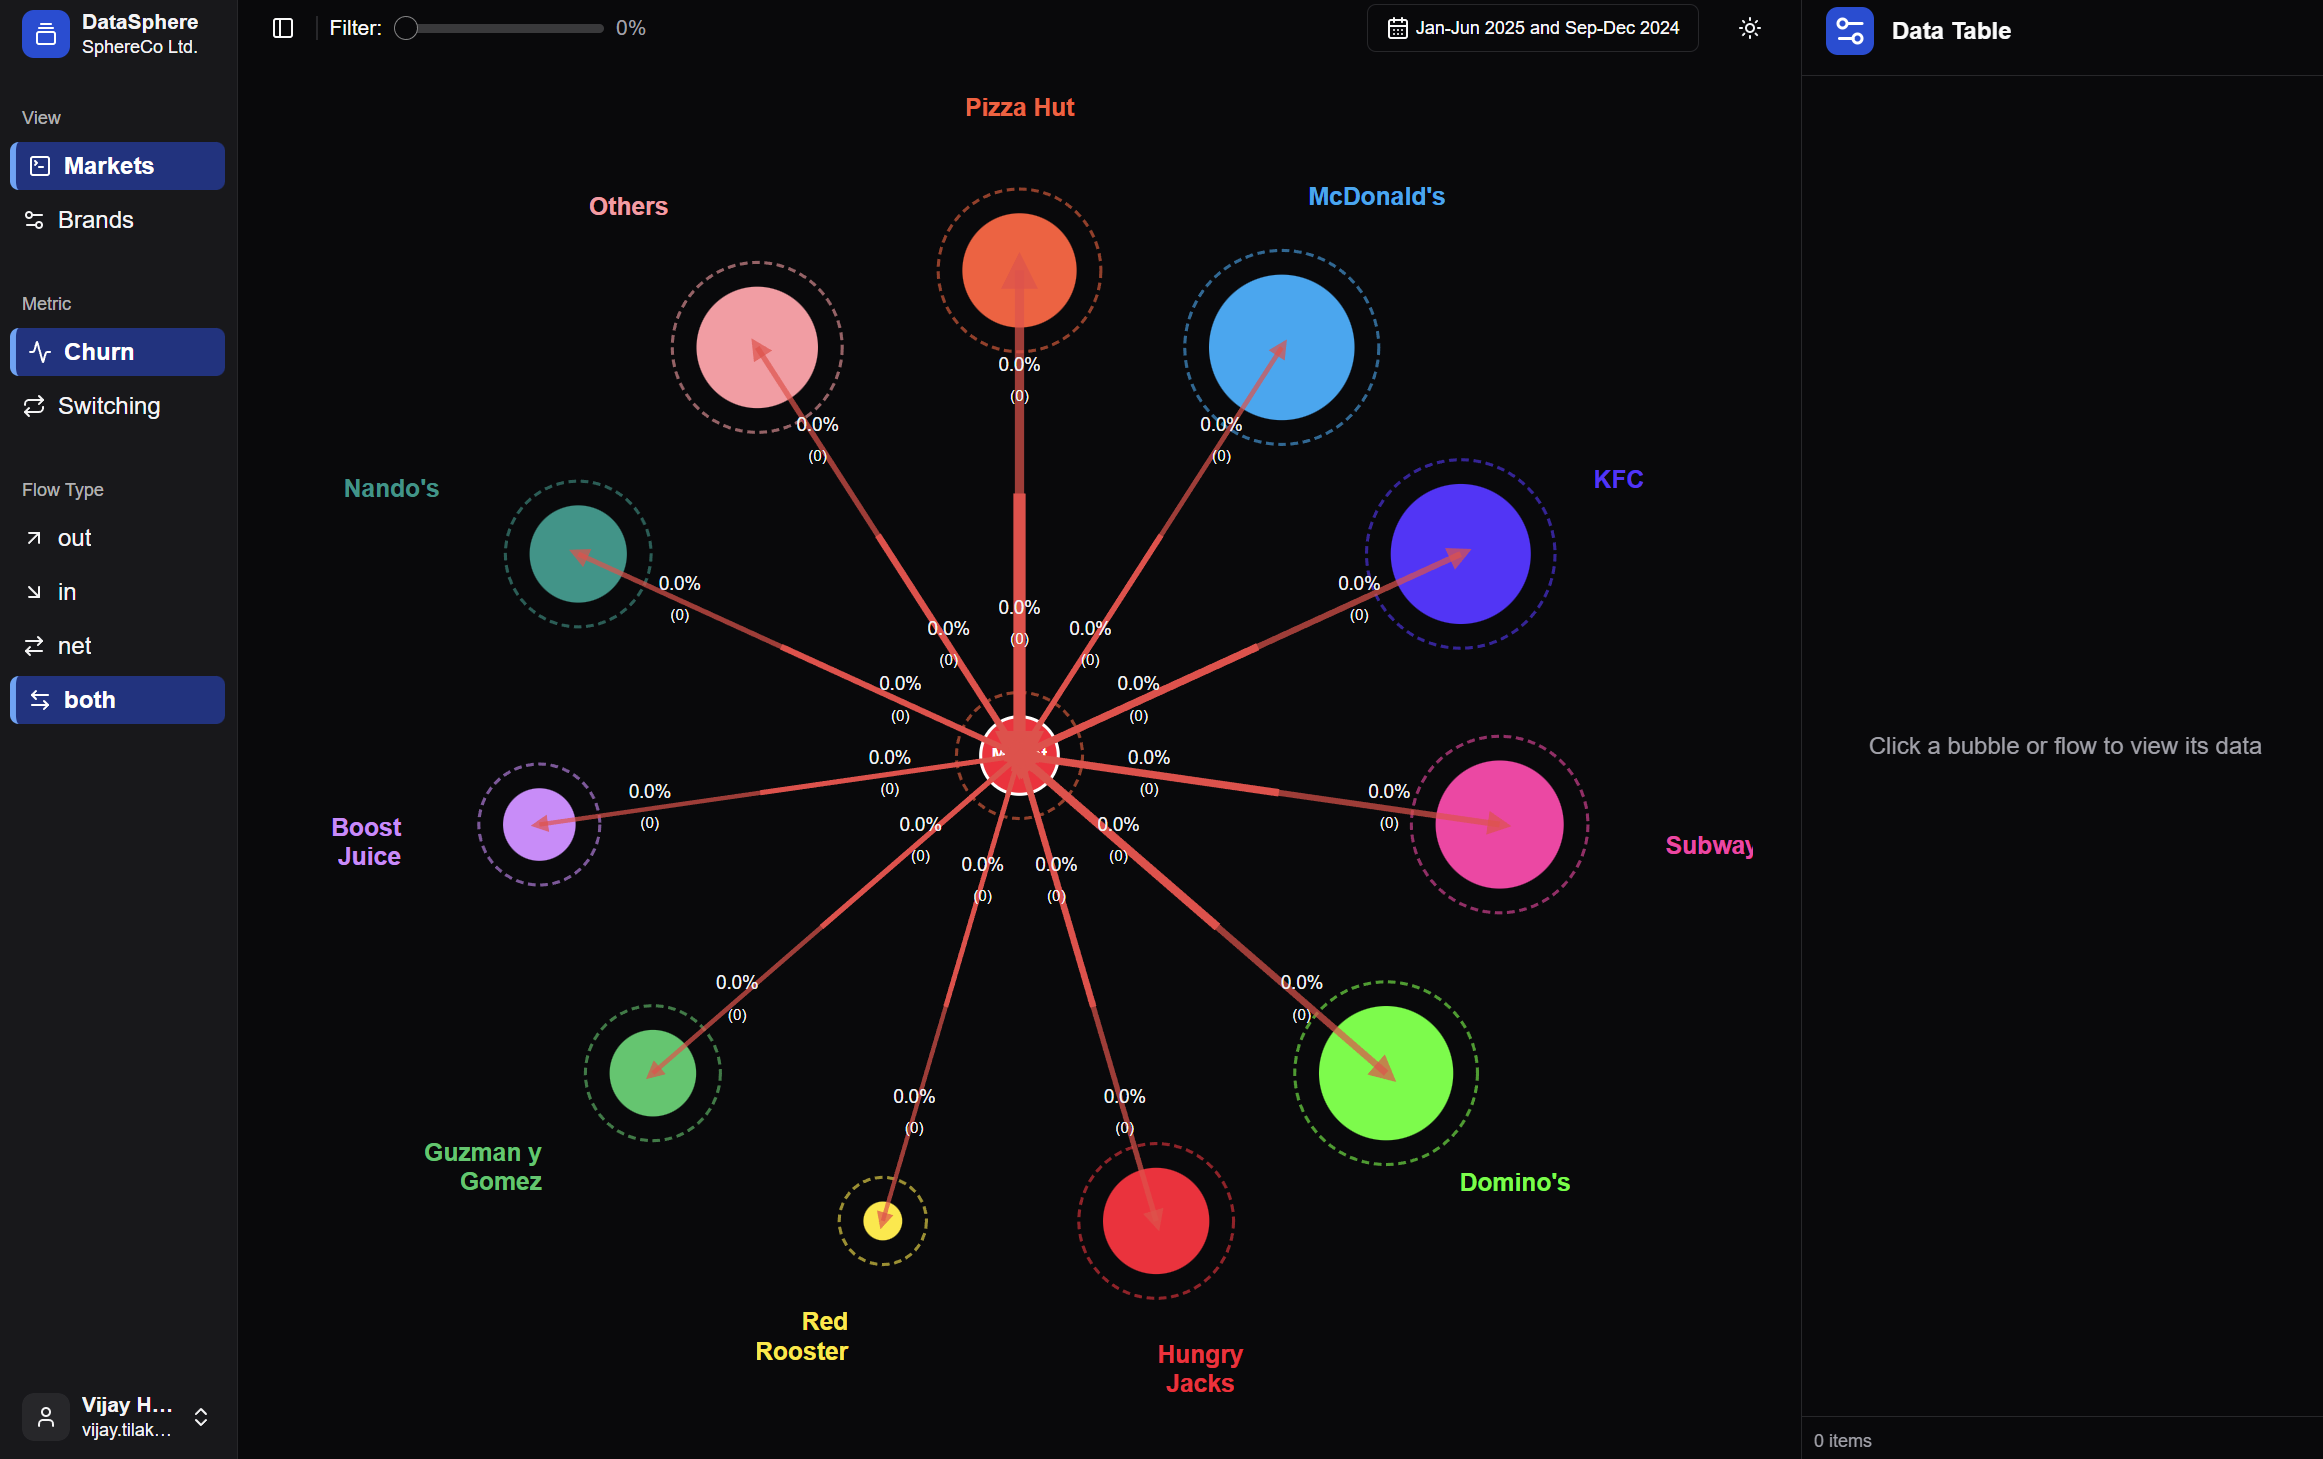 DataSphere
SphereCo Ltd.
View
Markets
Brands
Metric
Churn
Switching
Flow Type
out
in
net
both
Vijay H...
vijay.tilak...
Filter:
0%
Jan-Jun 2025 and Sep-Dec 2024
Pizza Hut
McDonald's
Others
KFC
Nando's
Subway
Boost
Juice
Domino's
Guzman y
Gomez
Red
Rooster
Hungry
Jacks
0.0%
(0)
0.0%
(0)
0.0%
(0)
0.0%
(0)
0.0%
(0)
0.0%
(0)
0.0%
(0)
0.0%
(0)
0.0%
(0)
0.0%
(0)
0.0%
(0)
0.0%
(0)
0.0%
(0)
0.0%
(0)
0.0%
(0)
0.0%
(0)
0.0%
(0)
0.0%
(0)
0.0%
(0)
0.0%
(0)
0.0%
(0)
0.0%
(0)
Data Table
Click a bubble or flow to view its data
0 items